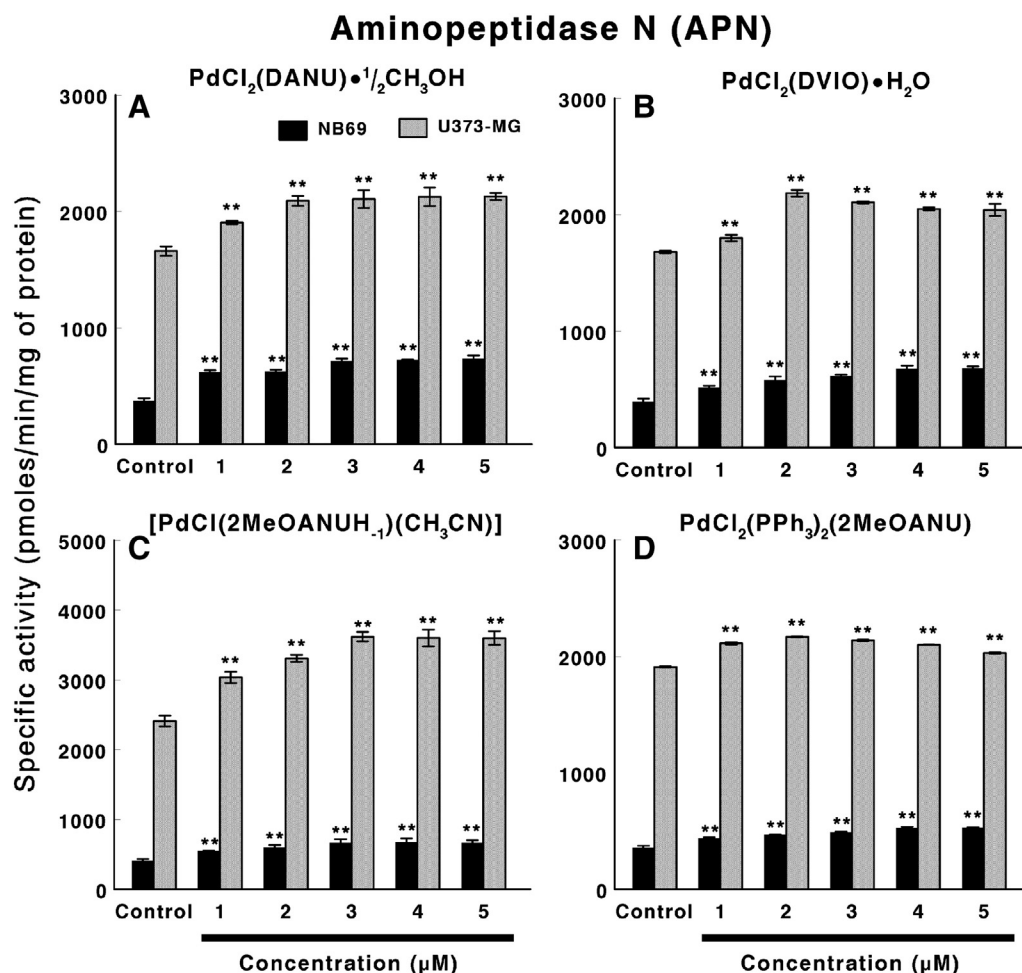 Aminopeptidase N (APN)
PdCl₂(DANU)•¹/₂CH₃OH
PdCl₂(DVIO)•H₂O
Specific activity (pmoles/min/mg of protein)
A
NB69
U373-MG
3000
2000
1000
0
** ** ** ** **
** ** ** ** **
Control 1 2 3 4 5
B
3000
2000
1000
0
** ** ** ** **
** ** ** ** **
Control 1 2 3 4 5
[PdCl(2MeOANUH₋₁)(CH₃CN)]
PdCl₂(PPh₃)₂(2MeOANU)
C
5000
4000
3000
2000
1000
0
** ** ** ** **
** ** ** ** **
Control 1 2 3 4 5
Concentration (µM)
D
3000
2000
1000
0
** ** ** ** **
** ** ** ** **
Control 1 2 3 4 5
Concentration (µM)